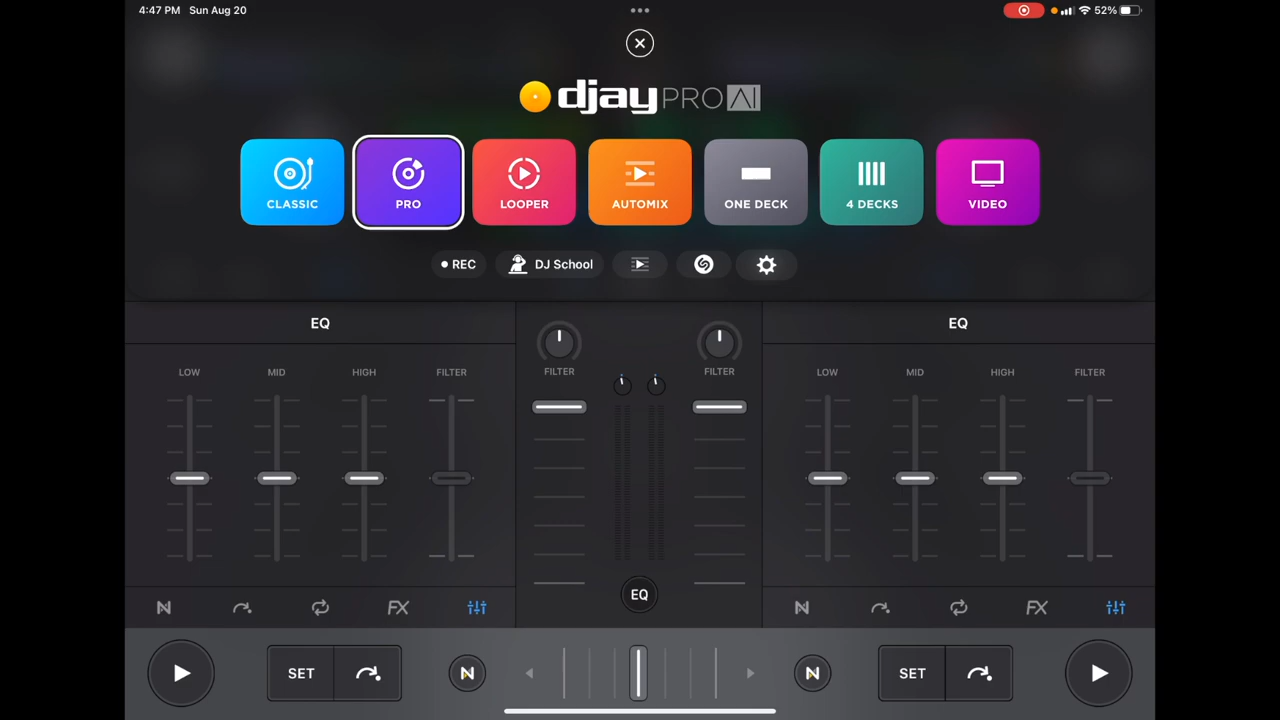 4:47 PM Sun Aug 20
52%
djay PRO AI
CLASSIC
PRO
LOOPER
AUTOMIX
ONE DECK
4 DECKS
VIDEO
REC
DJ School
EQ
EQ
LOW MID HIGH FILTER
FILTER
FILTER
LOW MID HIGH FILTER
EQ
FX
FX
SET
SET